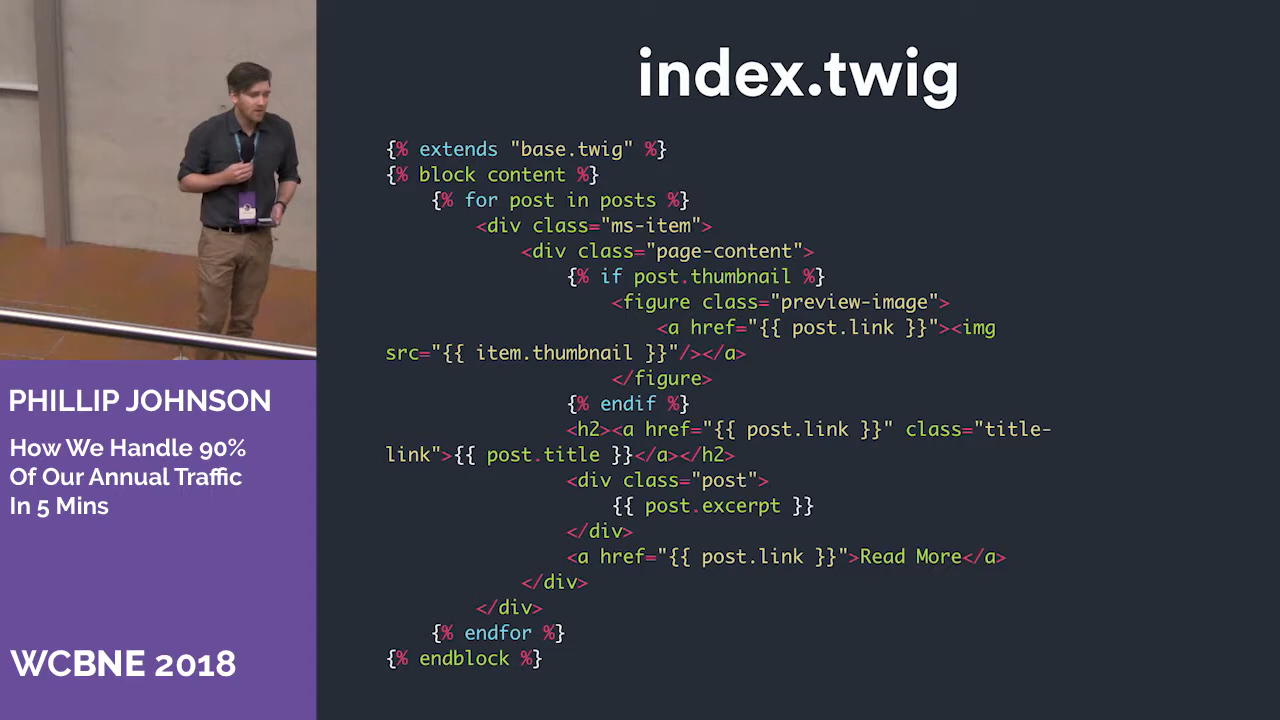 PHILLIP JOHNSON
How We Handle 90%
Of Our Annual Traffic
In 5 Mins
WCBNE 2018
index.twig
{% extends "base.twig" %}
{% block content %}
{% for post in posts %}
<div class="ms-item">
<div class="page-content">
{% if post.thumbnail %}
<figure class="preview-image">
<a href="{{ post.link }}"><img
src="{{ item.thumbnail }}"/></a>
</figure>
{% endif %}
<h2><a href="{{ post.link }}" class="title-
link">{{ post.title }}</a></h2>
<div class="post">
{{ post.excerpt }}
</div>
<a href="{{ post.link }}">Read More</a>
</div>
</div>
{% endfor %}
{% endblock %}